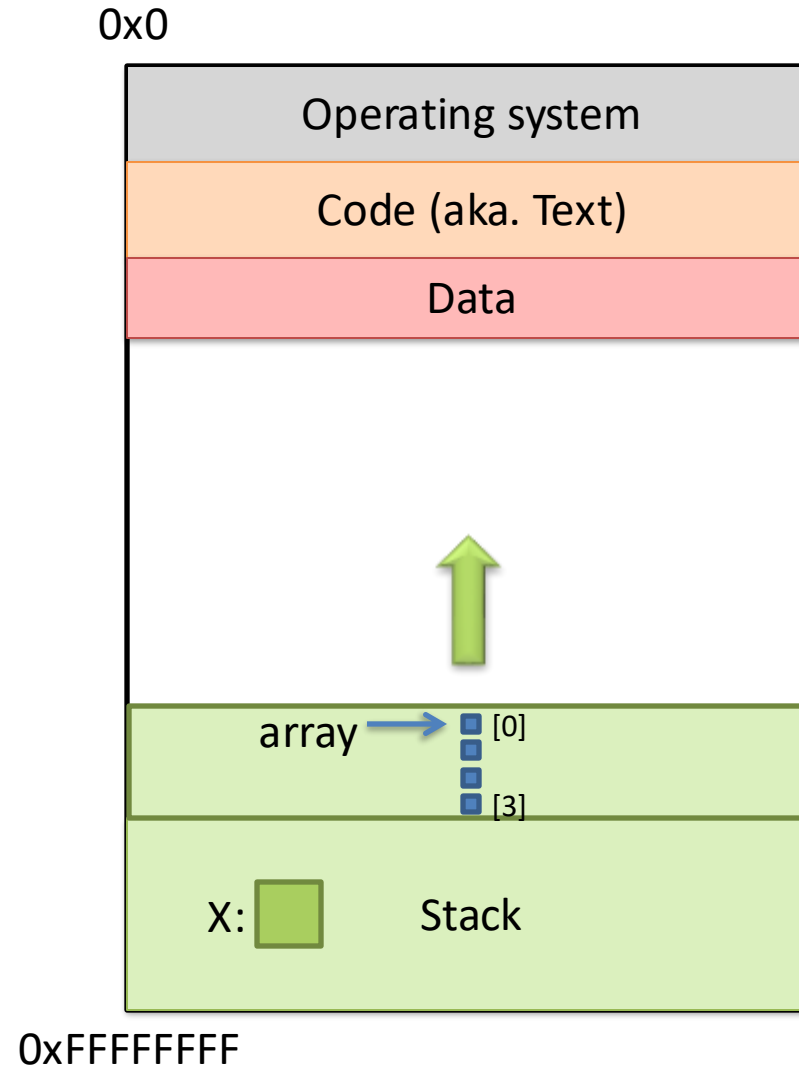 0x0
Operating system
Code (aka. Text)
Data
array
[0]
[3]
X:
Stack
0xFFFFFFFF